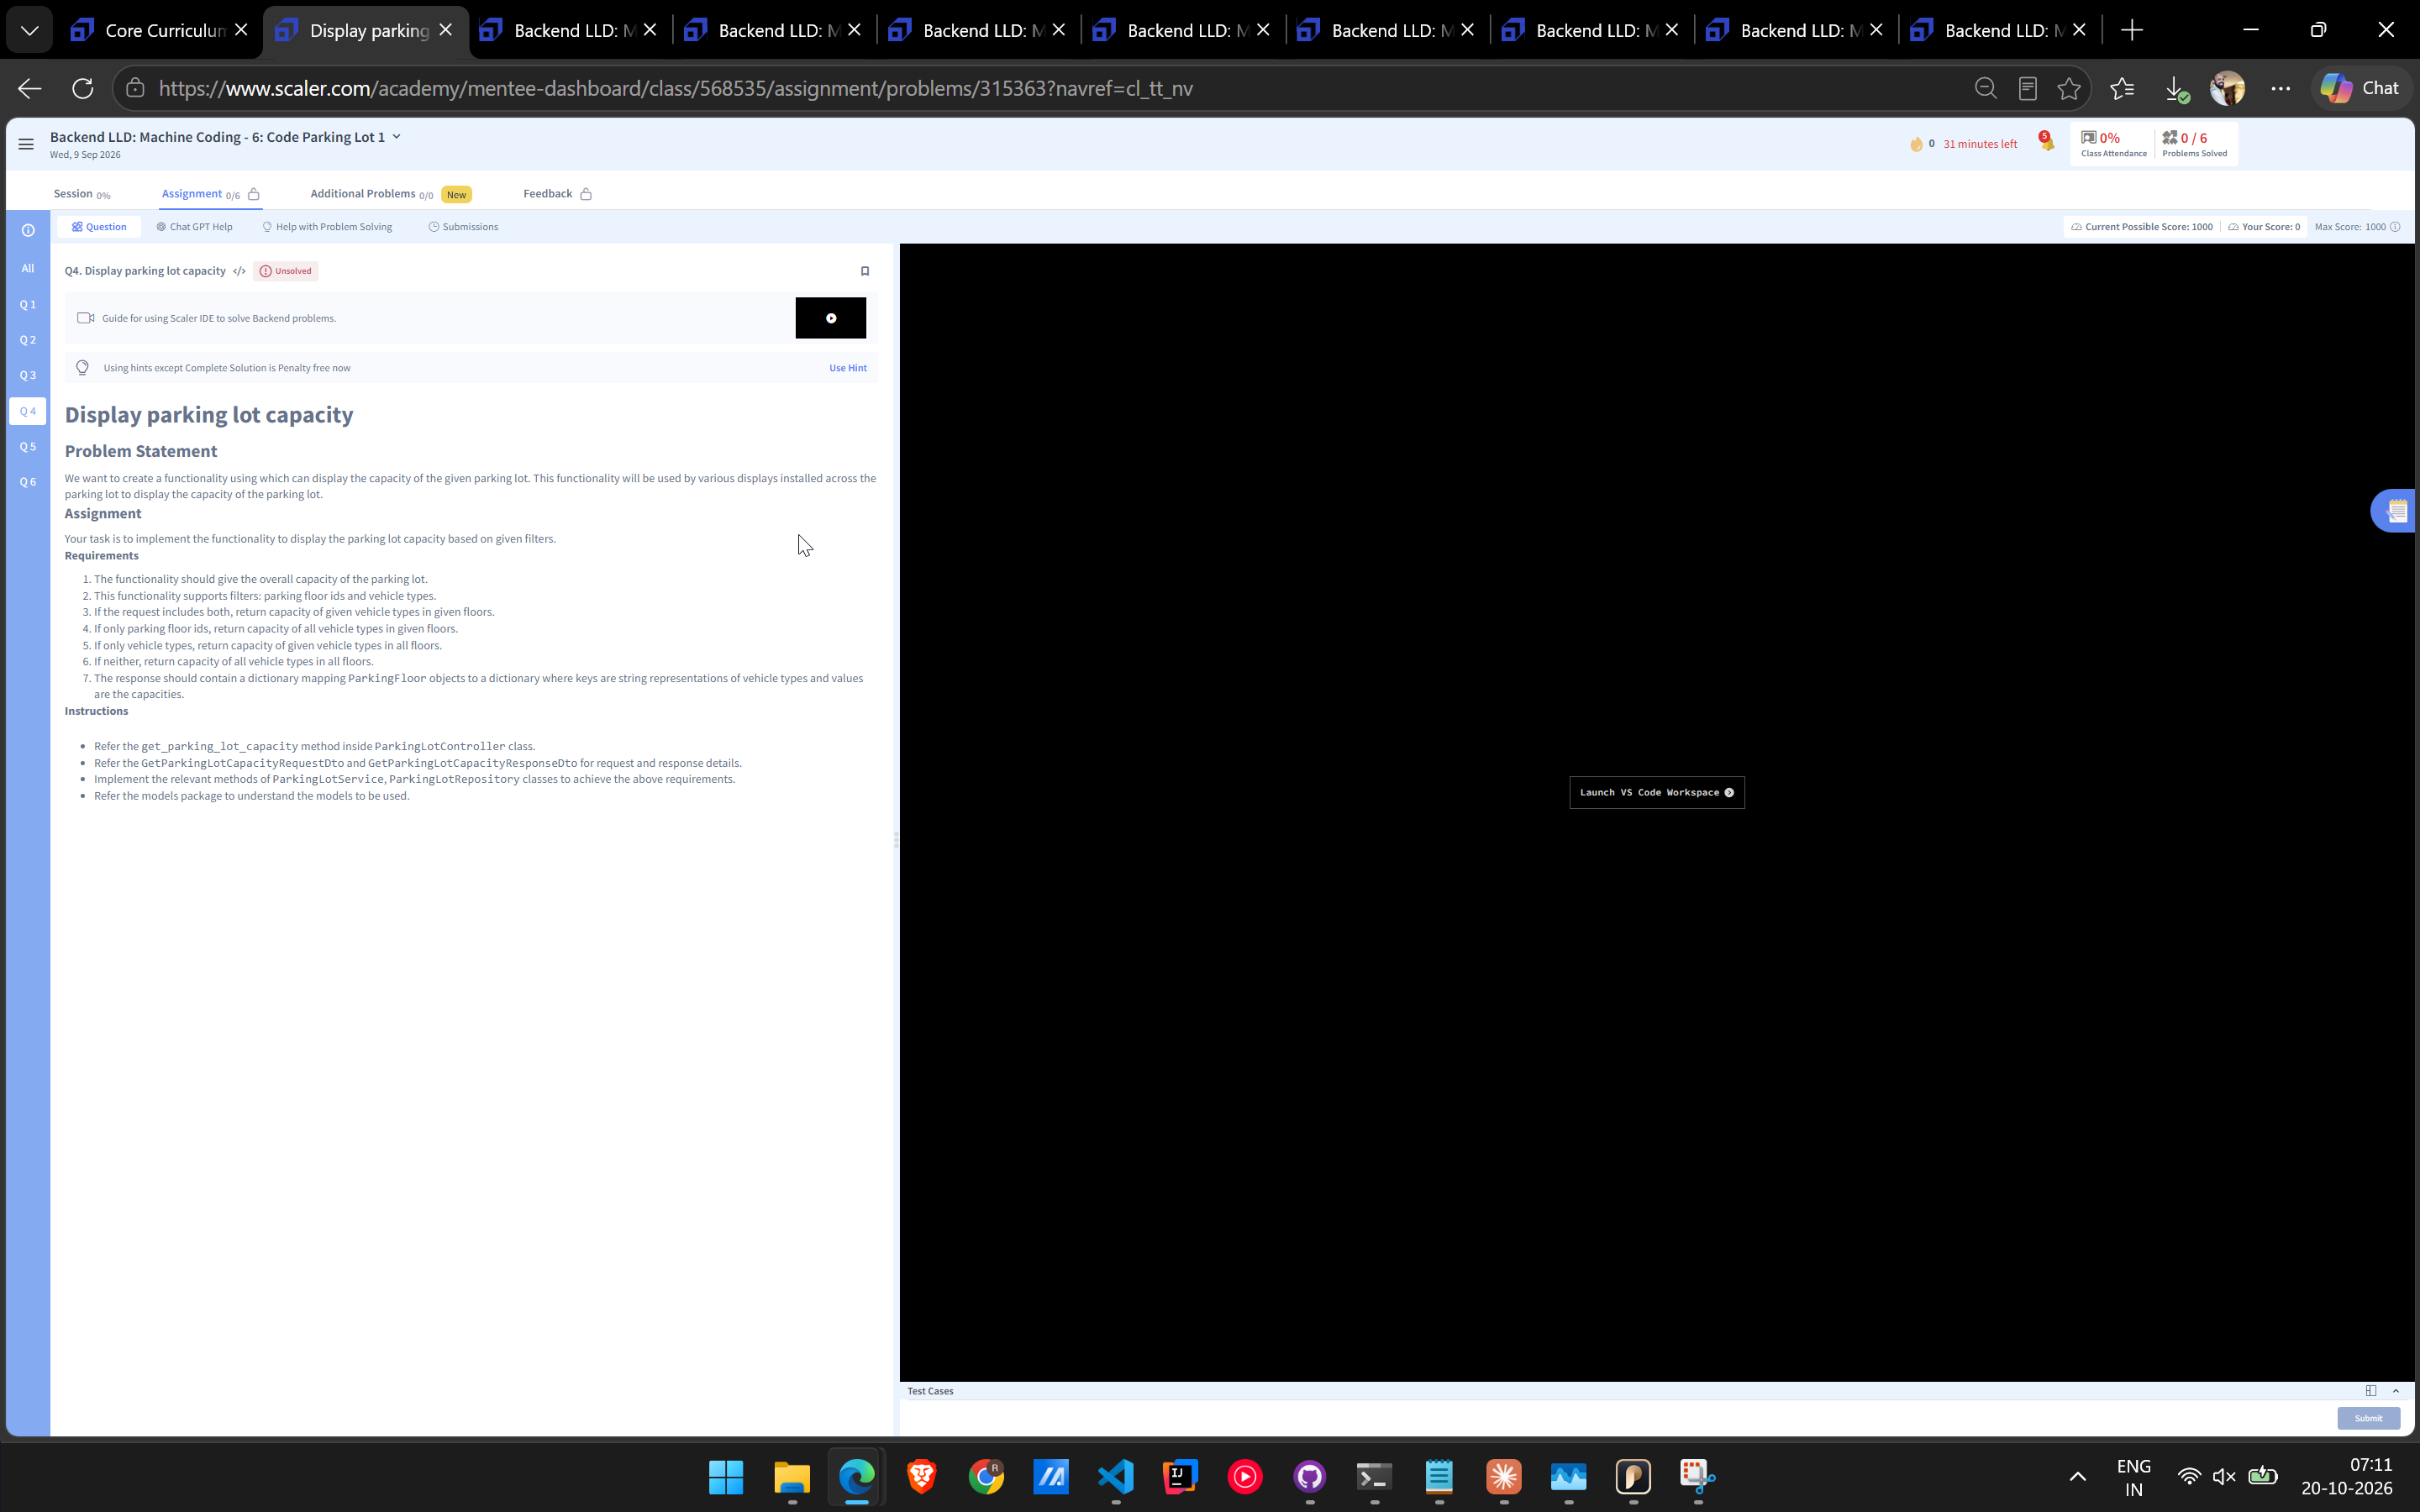 Core Curriculum
Display parking
Backend LLD: M
Backend LLD: M
Backend LLD: M
Backend LLD: M
Backend LLD: M
Backend LLD: M
Backend LLD: M
Backend LLD: M
https://www.scaler.com/academy/mentee-dashboard/class/568535/assignment/problems/315363?navref=cl_tt_nv
Chat
Backend LLD: Machine Coding - 6: Code Parking Lot 1
Wed, 9 Sep 2026
0 31 minutes left
5
0%
Class Attendance
0 / 6
Problems Solved
Session 0%
Assignment 0/6
Additional Problems 0/0 New
Feedback
Question
Chat GPT Help
Help with Problem Solving
Submissions
Current Possible Score: 1000
Your Score: 0
Max Score: 1000
All
Q 1
Q 2
Q 3
Q 4
Q 5
Q 6
Q4. Display parking lot capacity </> Unsolved
Guide for using Scaler IDE to solve Backend problems.
Using hints except Complete Solution is Penalty free now
Use Hint
Display parking lot capacity
Problem Statement
We want to create a functionality using which can display the capacity of the given parking lot. This functionality will be used by various displays installed across the
parking lot to display the capacity of the parking lot.
Assignment
Your task is to implement the functionality to display the parking lot capacity based on given filters.
Requirements
1. The functionality should give the overall capacity of the parking lot.
2. This functionality supports filters: parking floor ids and vehicle types.
3. If the request includes both, return capacity of given vehicle types in given floors.
4. If only parking floor ids, return capacity of all vehicle types in given floors.
5. If only vehicle types, return capacity of given vehicle types in all floors.
6. If neither, return capacity of all vehicle types in all floors.
7. The response should contain a dictionary mapping ParkingFloor objects to a dictionary where keys are string representations of vehicle types and values
are the capacities.
Instructions
• Refer the get_parking_lot_capacity method inside ParkingLotController class.
• Refer the GetParkingLotCapacityRequestDto and GetParkingLotCapacityResponseDto for request and response details.
• Implement the relevant methods of ParkingLotService, ParkingLotRepository classes to achieve the above requirements.
• Refer the models package to understand the models to be used.
Launch VS Code Workspace
Test Cases
Submit
R
IJ
ENG
IN
07:11
20-10-2026